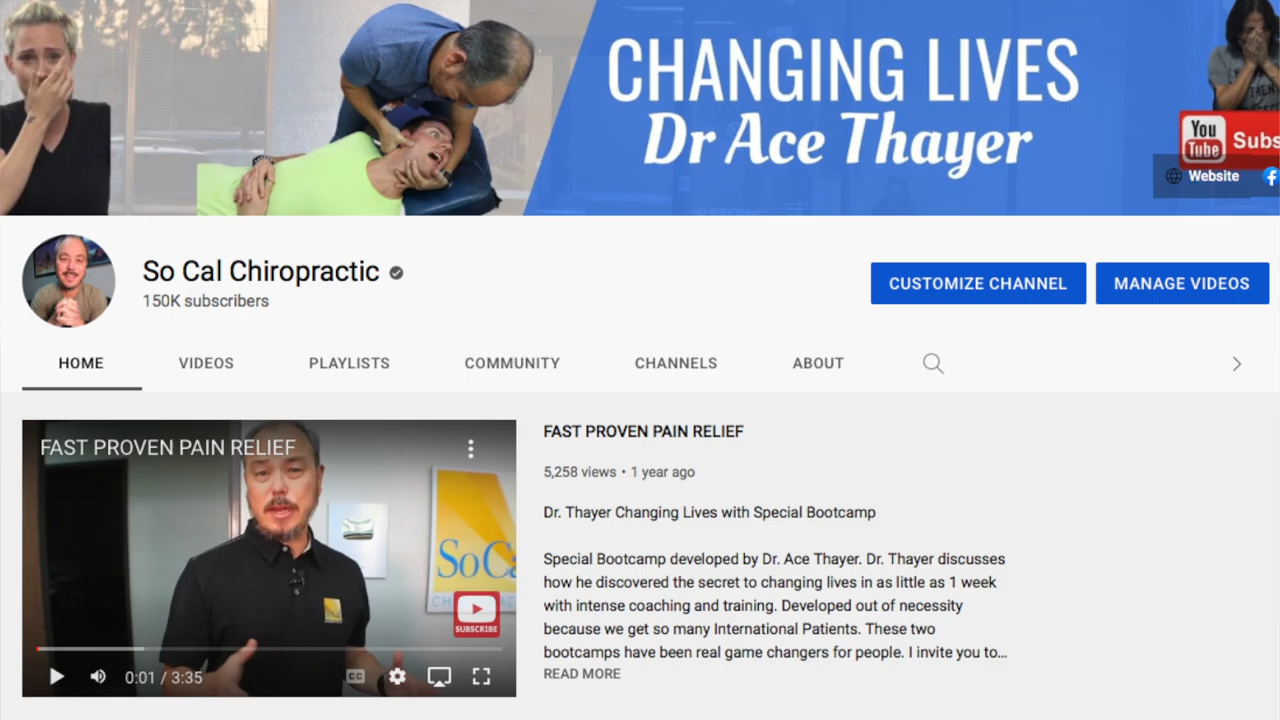 CHANGING LIVES
Dr Ace Thayer
You
Tube
Subs
Website
So Cal Chiropractic
150K subscribers
CUSTOMIZE CHANNEL
MANAGE VIDEOS
HOME
VIDEOS
PLAYLISTS
COMMUNITY
CHANNELS
ABOUT
FAST PROVEN PAIN RELIEF
SoCa
SUBSCRIBE
0:01 / 3:35
CC
FAST PROVEN PAIN RELIEF
5,258 views • 1 year ago
Dr. Thayer Changing Lives with Special Bootcamp
Special Bootcamp developed by Dr. Ace Thayer. Dr. Thayer discusses
how he discovered the secret to changing lives in as little as 1 week
with intense coaching and training. Developed out of necessity
because we get so many International Patients. These two
bootcamps have been real game changers for people. I invite you to...
READ MORE